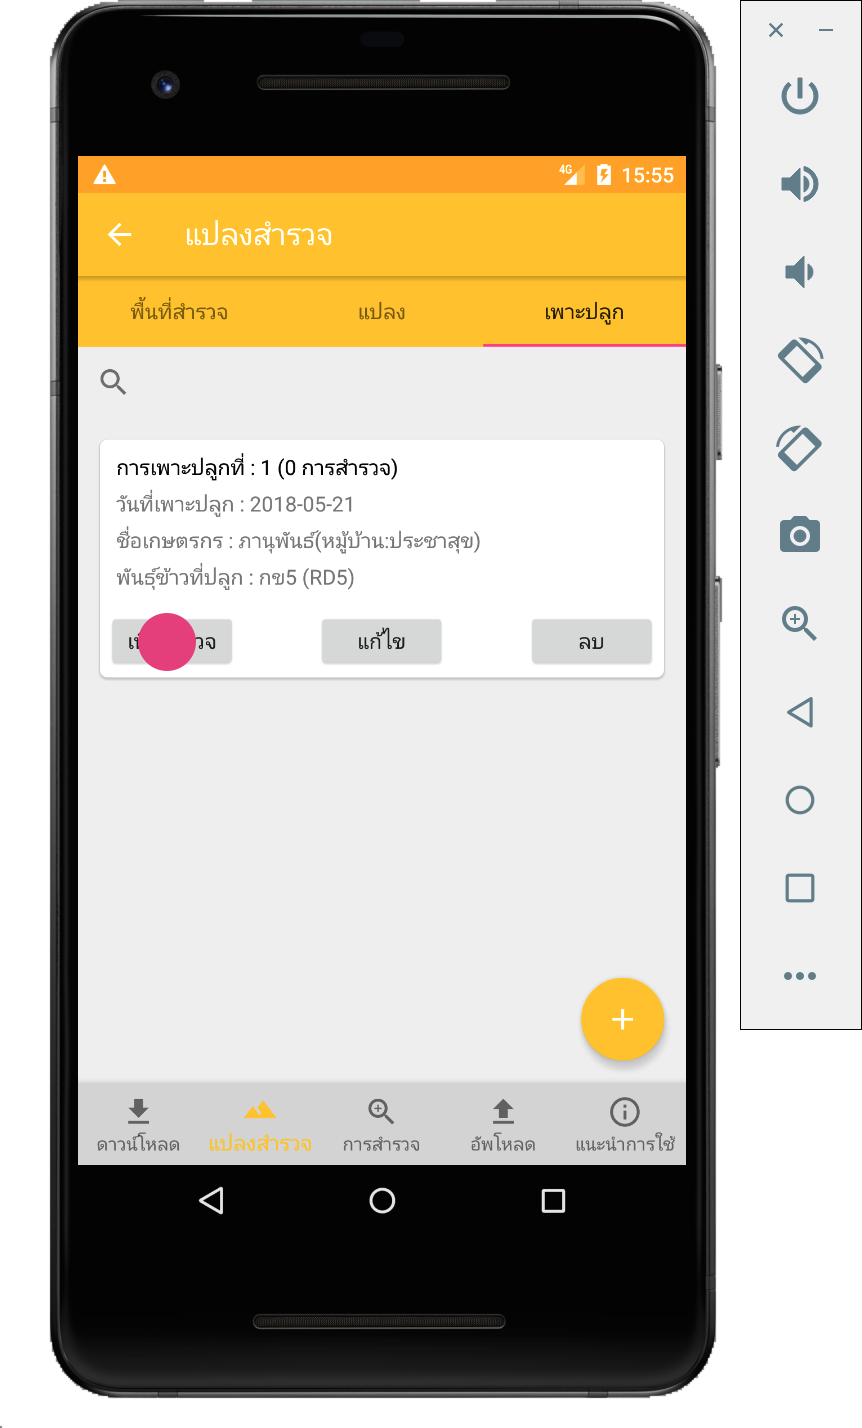 4G 15:55
แปลงสำรวจ
พื้นที่สำรวจ แปลง เพาะปลูก
การเพาะปลูกที่ : 1 (0 การสำรวจ)
วันที่เพาะปลูก : 2018-05-21
ชื่อเกษตรกร : ภานุพันธ์(หมู้บ้าน:ประชาสุข)
พันธุ์ข้าวที่ปลูก : กข5 (RD5)
แก้ไข ลบ
ดาวน์โหลด แปลงสำรวจ การสำรวจ อัพโหลด แนะนำการใช้